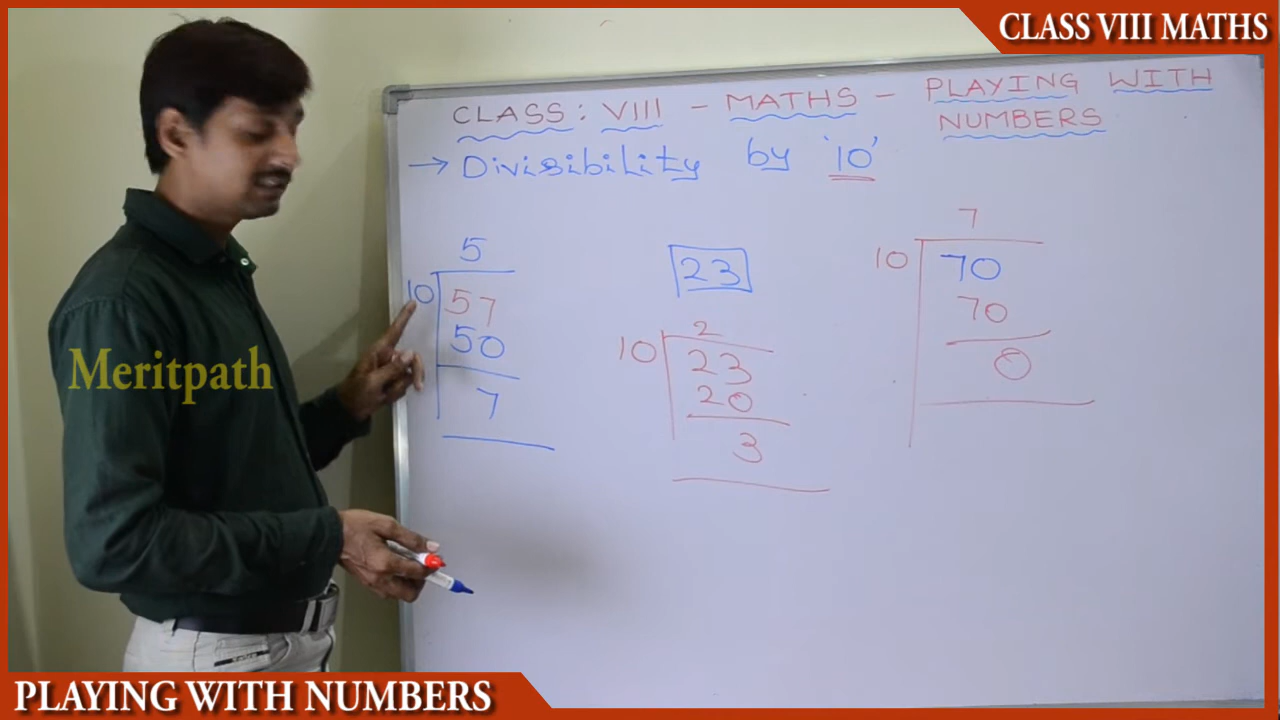 CLASS VIII MATHS
CLASS: VIII - MATHS - PLAYING WITH
NUMBERS
→ Divisibility by '10'
5
10 57
50
7
23
2
10 23
20
3
7
10 70
70
0
Meritpath
PLAYING WITH NUMBERS